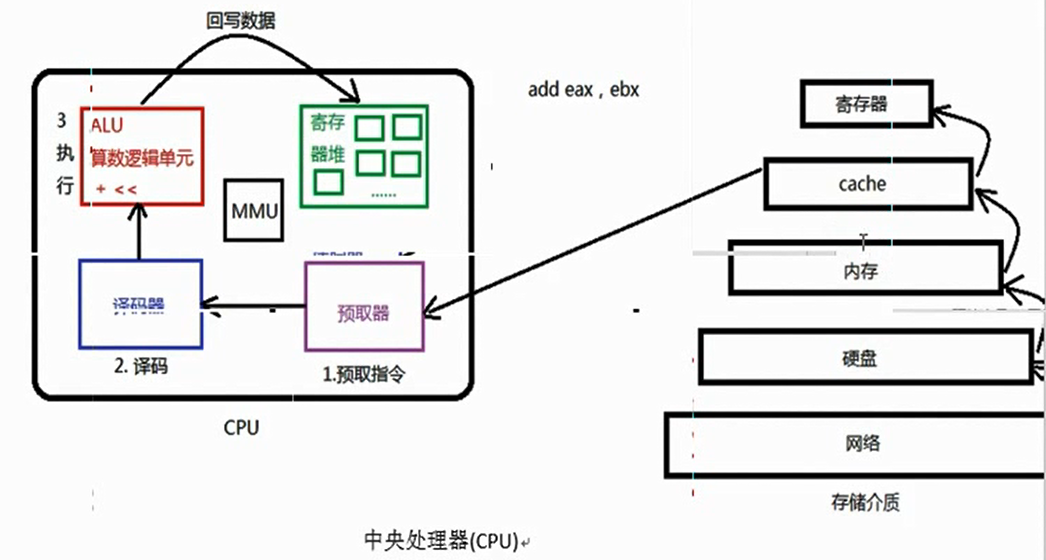 回写数据
3
执
行
ALU
算数逻辑单元
+ <<
寄存
器堆
......
MMU
译码器
预取器
2. 译码
1.预取指令
CPU
add eax , ebx
寄存器
cache
内存
硬盘
网络
存储介质
中央处理器(CPU)